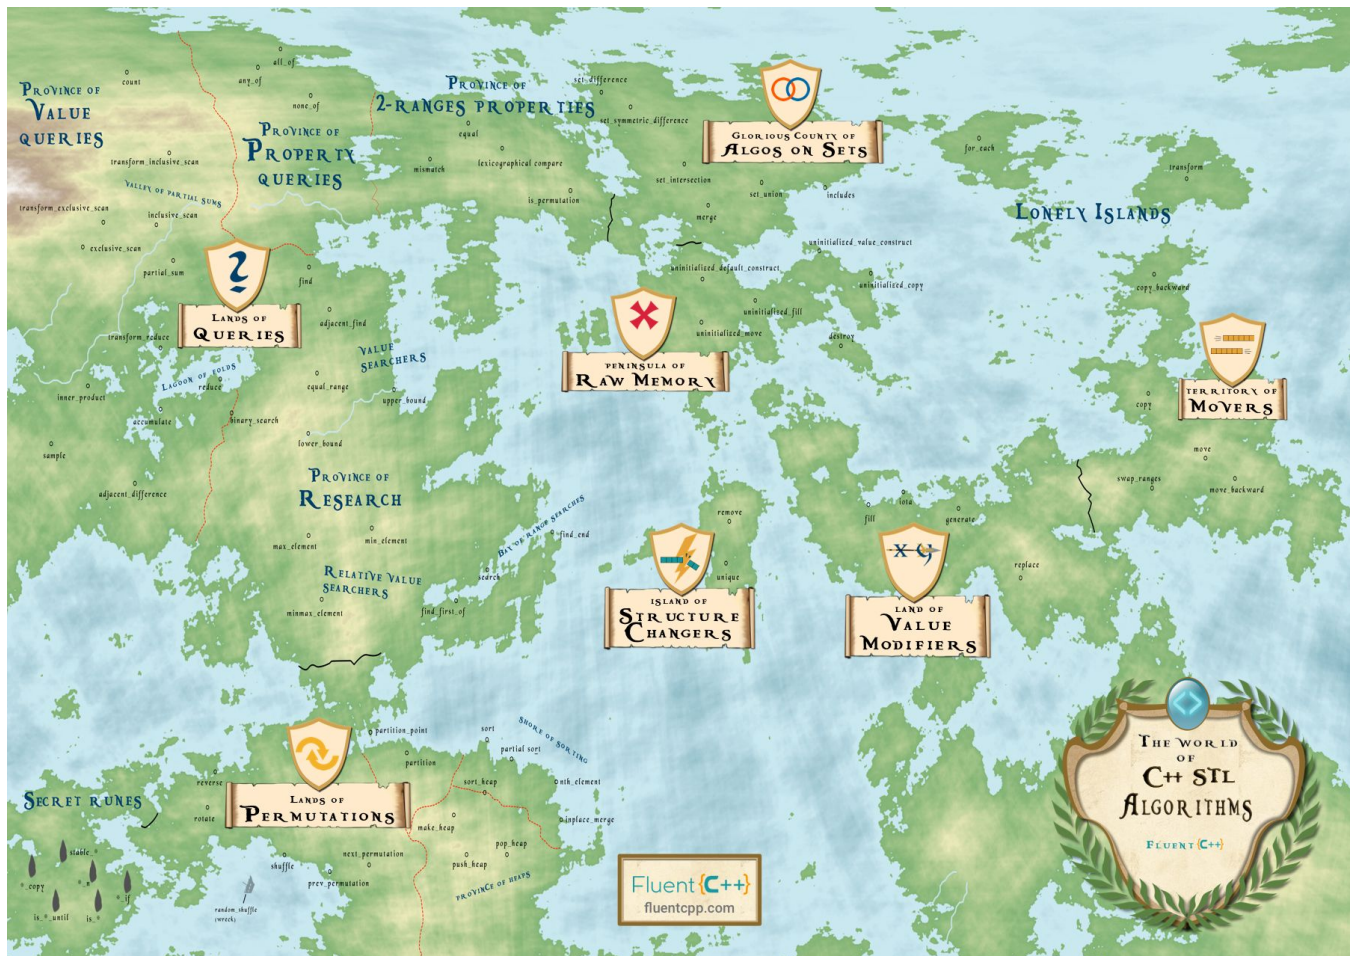 Province of
Value
queries
count
all_of
any_of
none_of
Province of
Property
queries
Province of
2-ranges properties
equal
mismatch
lexicographical compare
is_permutation
set_difference
set_symmetric_difference
set_intersection
set_union
includes
merge
Glorious County of
Algos on Sets
for_each
transform
Lonely Islands
transform_inclusive_scan
Valley of partial sums
transform_exclusive_scan
inclusive_scan
exclusive_scan
partial_sum
find
Lands of
Queries
adjacent_find
Value
searchers
transform_reduce
Lagoon of folds
reduce
inner_product
accumulate
binary_search
equal_range
upper_bound
lower_bound
sample
adjacent_difference
Province of
Research
max_element
min_element
Relative value
searchers
minmax_element
find_first_of
search
Bay of range searches
find_end
uninitialized_value_construct
uninitialized_default_construct
uninitialized_copy
uninitialized_fill
uninitialized_move
destroy
Peninsula of
Raw Memory
copy_backward
Territory of
Movers
copy
move
swap_ranges
move_backward
remove
unique
Island of
Structure
Changers
iota
fill
generate
replace
x y
Land of
Value
Modifiers
partition_point
partition
sort
partial sort
Shore of Sorting
nth_element
inplace_merge
sort_heap
make_heap
pop_heap
push_heap
Province of heaps
Lands of
Permutations
reverse
rotate
shuffle
next_permutation
prev_permutation
random_shuffle
(wreck)
Secret runes
stable_*
*_copy
*_n
*_if
is_*_until
is_*
Fluent {C++}
fluentcpp.com
The World
of
C++ STL
Algorithms
Fluent {C++}